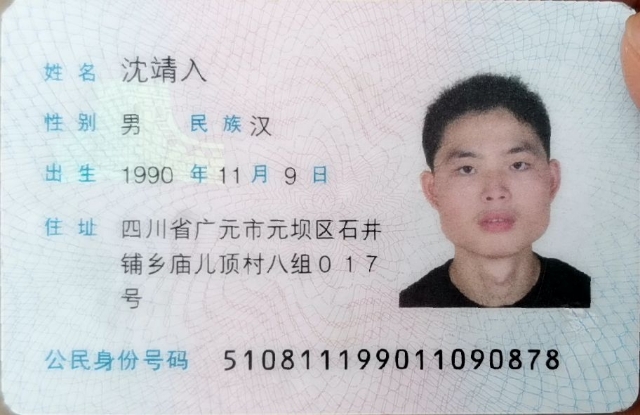 姓名 沈靖入
性别 男 民族 汉
出生 1990 年 11 月 9 日
住址 四川省广元市元坝区石井
铺乡庙儿顶村八组017
号
公民身份号码 510811199011090878